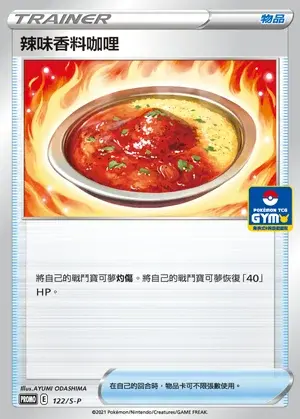 TRAINER
物品
辣味香料咖哩
POKÉMON TCG
GYM
將自己的戰鬥寶可夢灼傷。將自己的戰鬥寶可夢恢復「40」
HP。
Illus. AYUMI ODASHIMA
PROMO E 122/S-P
在自己的回合時，物品卡可不限張數使用。
©2021 Pokémon/Nintendo/Creatures/GAME FREAK.